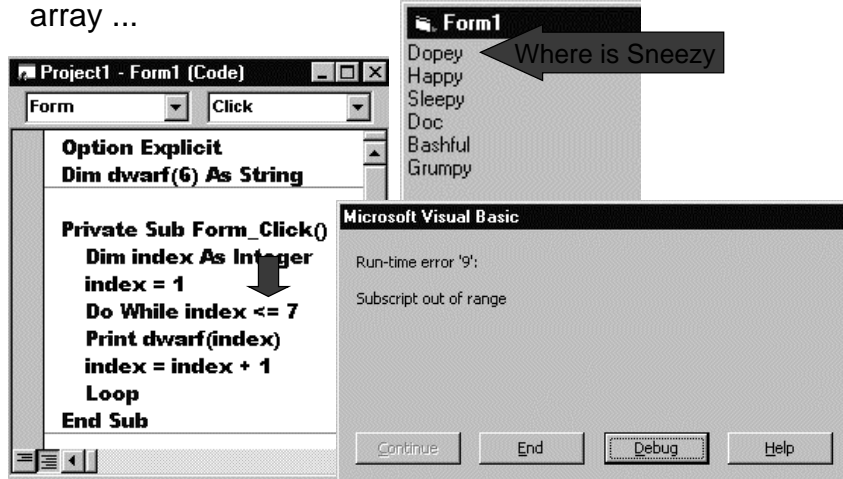 array ...
Form1
Dopey
Happy
Sleepy
Doc
Bashful
Grumpy
Where is Sneezy
Project1 - Form1 (Code)
Form
Click
Option Explicit
Dim dwarf(6) As String
Private Sub Form_Click()
Dim index As Integer
index = 1
Do While index <= 7
Print dwarf(index)
index = index + 1
Loop
End Sub
Microsoft Visual Basic
Run-time error '9':
Subscript out of range
Continue
End
Debug
Help